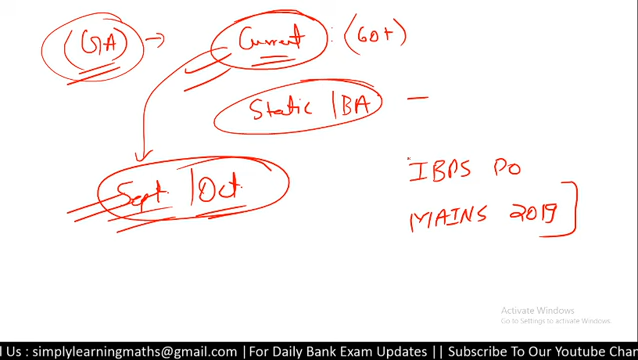 (GA) → Current : (60+)
Static | BA —
Sept | Oct
IBPS PO
MAINS 2019
Activate Windows
Go to Settings to activate Windows.
l Us : simplylearningmaths@gmail.com |For Daily Bank Exam Updates || Subscribe To Our Youtube Chan